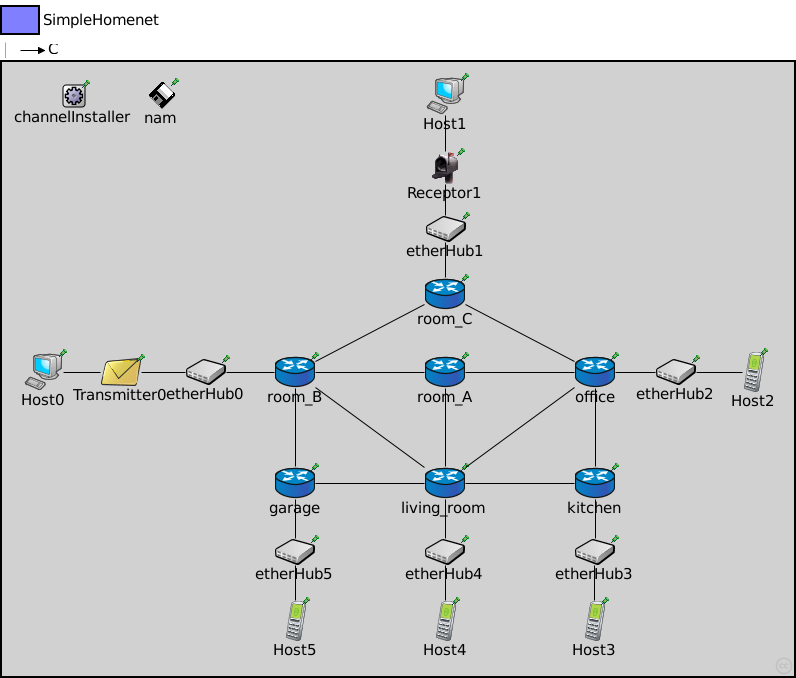 SimpleHomenet
C
channelInstaller
nam
Host1
Receptor1
etherHub1
room_C
Host0
Transmitter0
etherHub0
room_B
room_A
office
etherHub2
Host2
garage
living_room
kitchen
etherHub5
etherHub4
etherHub3
Host5
Host4
Host3